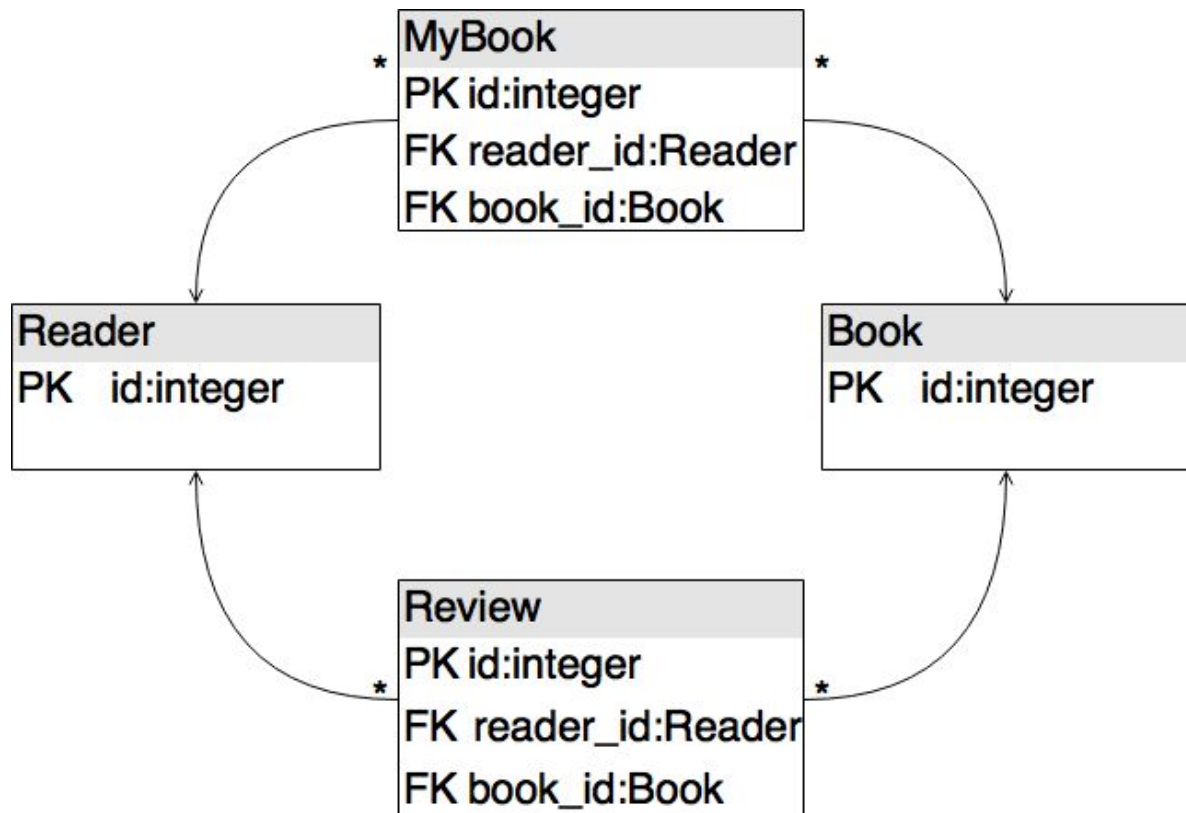 MyBook
* *
PK id:integer
FK reader_id:Reader
FK book_id:Book
Reader
PK id:integer
Book
PK id:integer
Review
PK id:integer
* *
FK reader_id:Reader
FK book_id:Book